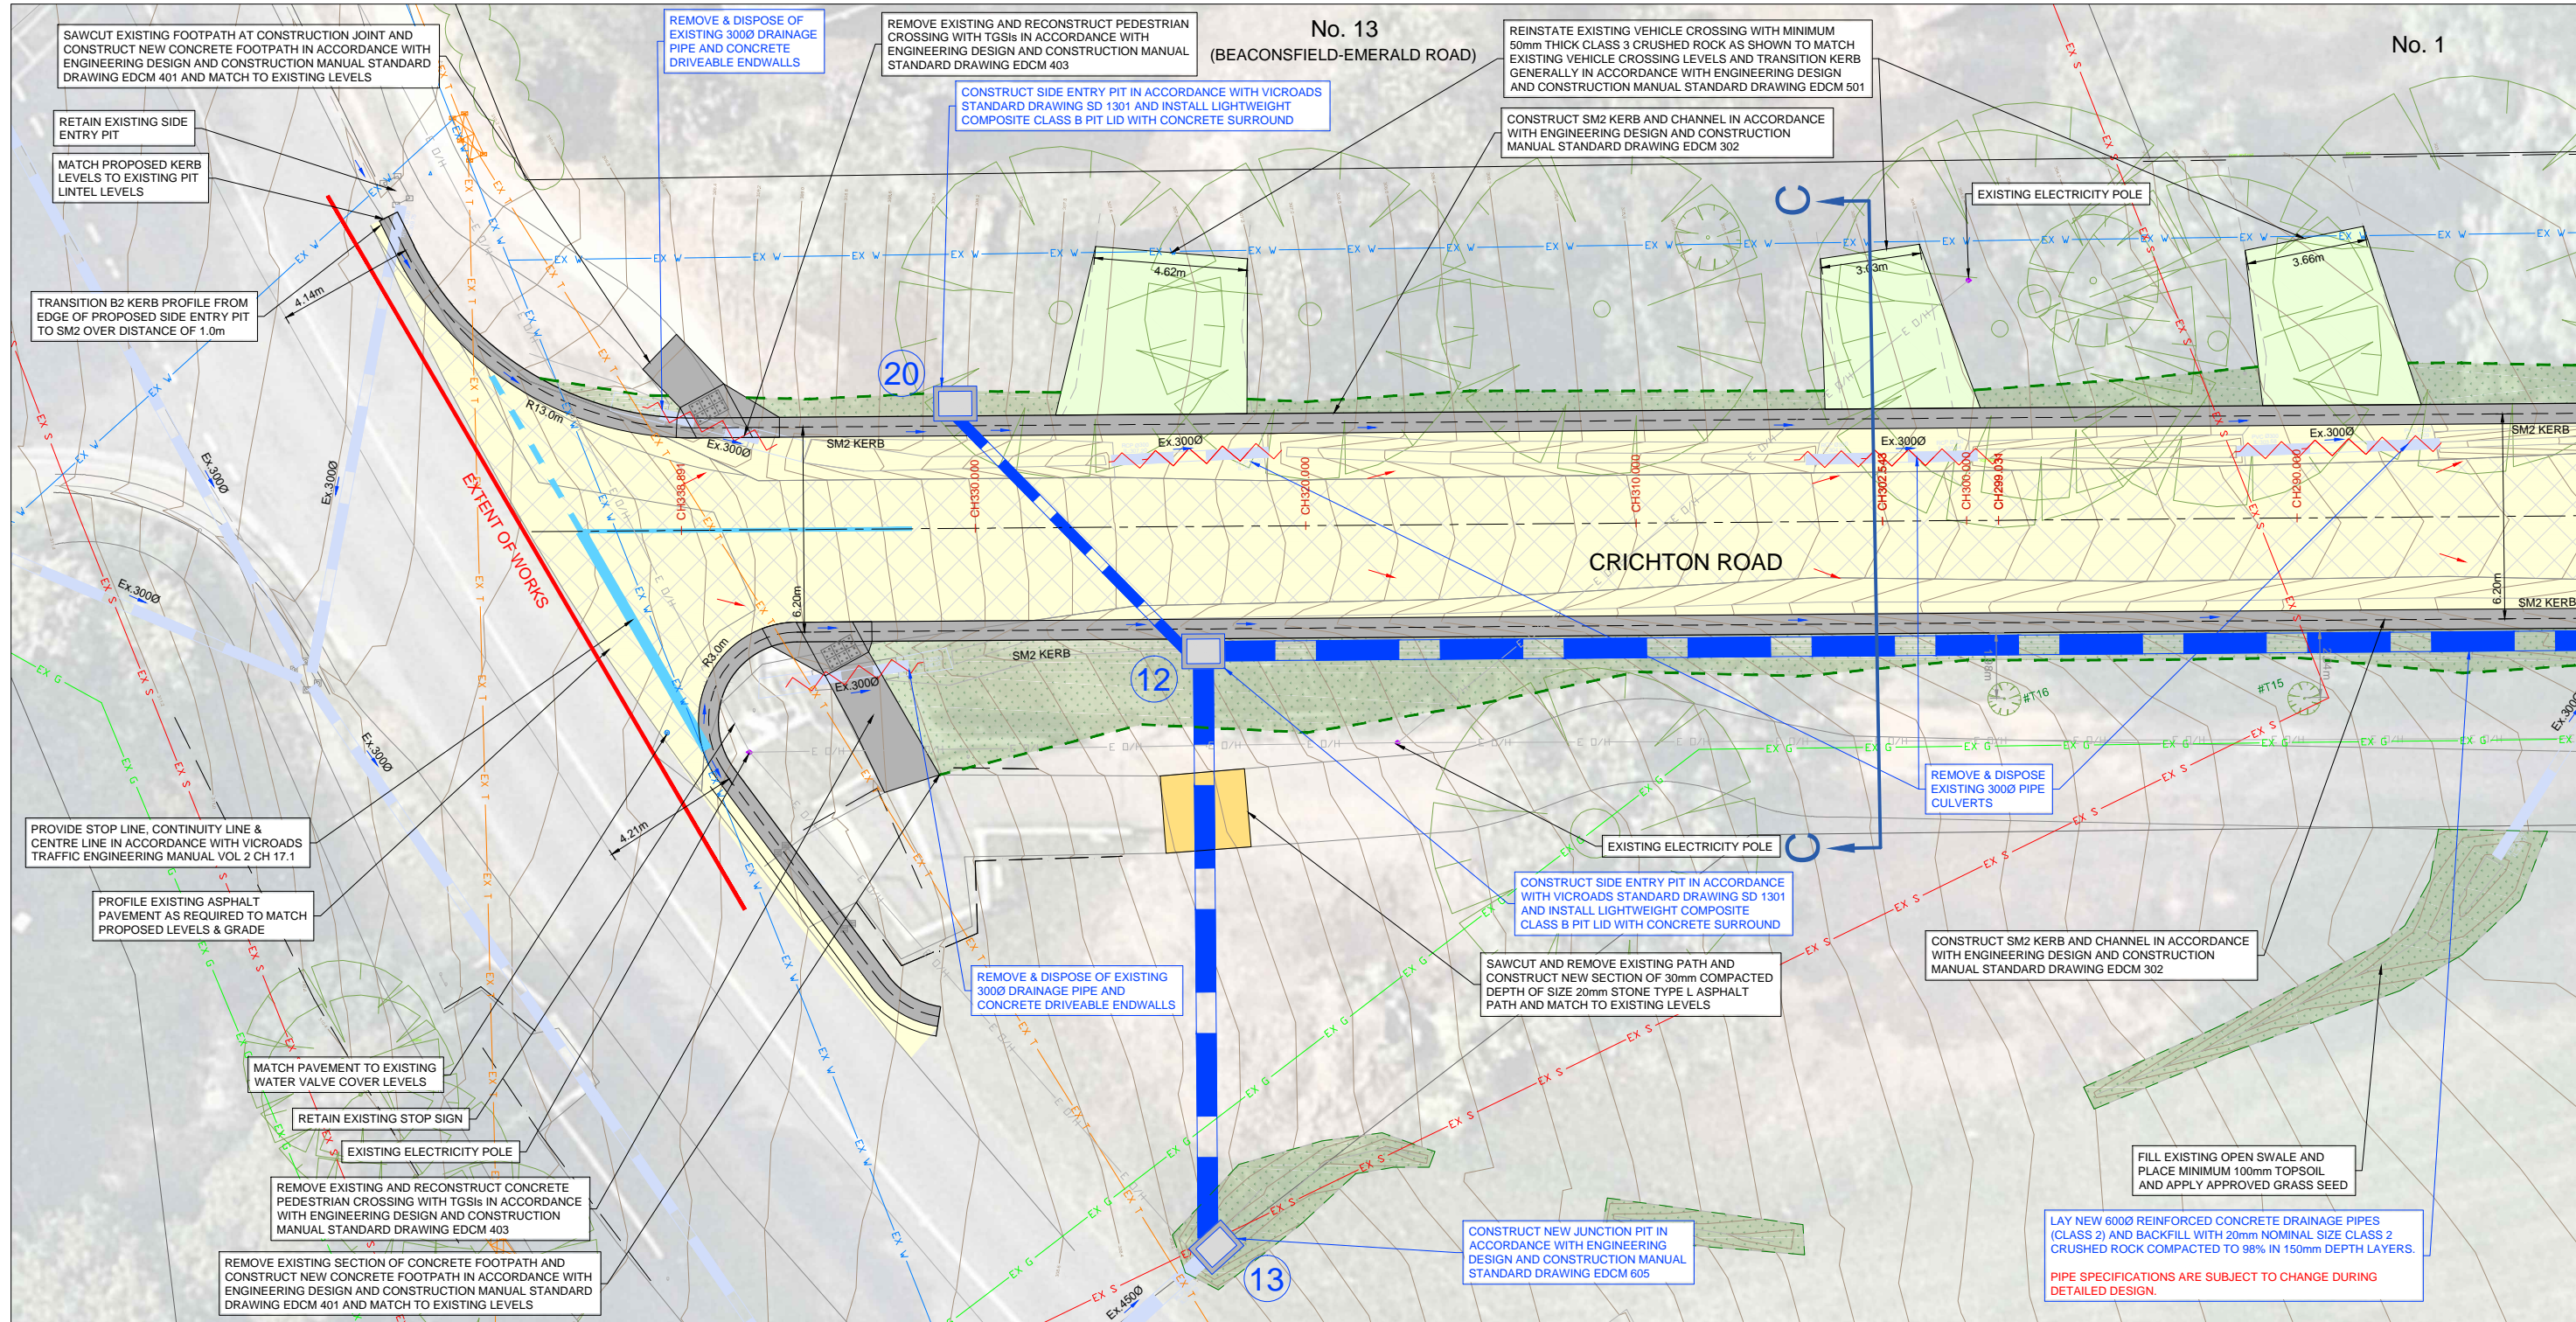 SAWCUT EXISTING FOOTPATH AT CONSTRUCTION JOINT AND
CONSTRUCT NEW CONCRETE FOOTPATH IN ACCORDANCE WITH
ENGINEERING DESIGN AND CONSTRUCTION MANUAL STANDARD
DRAWING EDCM 401 AND MATCH TO EXISTING LEVELS
REMOVE & DISPOSE OF
EXISTING 300Ø DRAINAGE
PIPE AND CONCRETE
DRIVEABLE ENDWALLS
REMOVE EXISTING AND RECONSTRUCT PEDESTRIAN
CROSSING WITH TGSIs IN ACCORDANCE WITH
ENGINEERING DESIGN AND CONSTRUCTION MANUAL
STANDARD DRAWING EDCM 403
No. 13
(BEACONSFIELD-EMERALD ROAD)
REINSTATE EXISTING VEHICLE CROSSING WITH MINIMUM
50mm THICK CLASS 3 CRUSHED ROCK AS SHOWN TO MATCH
EXISTING VEHICLE CROSSING LEVELS AND TRANSITION KERB
GENERALLY IN ACCORDANCE WITH ENGINEERING DESIGN
AND CONSTRUCTION MANUAL STANDARD DRAWING EDCM 501
No. 1
CONSTRUCT SIDE ENTRY PIT IN ACCORDANCE WITH VICROADS
STANDARD DRAWING SD 1301 AND INSTALL LIGHTWEIGHT
COMPOSITE CLASS B PIT LID WITH CONCRETE SURROUND
CONSTRUCT SM2 KERB AND CHANNEL IN ACCORDANCE
WITH ENGINEERING DESIGN AND CONSTRUCTION
MANUAL STANDARD DRAWING EDCM 302
RETAIN EXISTING SIDE
ENTRY PIT
MATCH PROPOSED KERB
LEVELS TO EXISTING PIT
LINTEL LEVELS
C
EXISTING ELECTRICITY POLE
4.62m
3.03m
3.66m
TRANSITION B2 KERB PROFILE FROM
EDGE OF PROPOSED SIDE ENTRY PIT
TO SM2 OVER DISTANCE OF 1.0m
4.14m
20
R13.0m
Ex.300Ø
SM2 KERB
Ex.300Ø
Ex.300Ø
Ex.300Ø
SM2 KERB
Ex.300Ø
Ex.300Ø
Ex.300Ø
EXTENT OF WORKS
CH338.891
CH330.000
CH320.000
CH310.000
CH302.543
CH300.000
CH299.031
CH290.000
CRICHTON ROAD
6.20m
6.20m
SM2 KERB
R3.0m
SM2 KERB
Ex.300Ø
12
#T16
#T15
Ex.300Ø
Ex.300Ø
REMOVE & DISPOSE
EXISTING 300Ø PIPE
CULVERTS
PROVIDE STOP LINE, CONTINUITY LINE &
CENTRE LINE IN ACCORDANCE WITH VICROADS
TRAFFIC ENGINEERING MANUAL VOL 2 CH 17.1
4.21m
EXISTING ELECTRICITY POLE
C
CONSTRUCT SIDE ENTRY PIT IN ACCORDANCE
WITH VICROADS STANDARD DRAWING SD 1301
AND INSTALL LIGHTWEIGHT COMPOSITE
CLASS B PIT LID WITH CONCRETE SURROUND
PROFILE EXISTING ASPHALT
PAVEMENT AS REQUIRED TO MATCH
PROPOSED LEVELS & GRADE
CONSTRUCT SM2 KERB AND CHANNEL IN ACCORDANCE
WITH ENGINEERING DESIGN AND CONSTRUCTION
MANUAL STANDARD DRAWING EDCM 302
REMOVE & DISPOSE OF EXISTING
300Ø DRAINAGE PIPE AND
CONCRETE DRIVEABLE ENDWALLS
SAWCUT AND REMOVE EXISTING PATH AND
CONSTRUCT NEW SECTION OF 30mm COMPACTED
DEPTH OF SIZE 20mm STONE TYPE L ASPHALT
PATH AND MATCH TO EXISTING LEVELS
MATCH PAVEMENT TO EXISTING
WATER VALVE COVER LEVELS
RETAIN EXISTING STOP SIGN
EXISTING ELECTRICITY POLE
REMOVE EXISTING AND RECONSTRUCT CONCRETE
PEDESTRIAN CROSSING WITH TGSIs IN ACCORDANCE
WITH ENGINEERING DESIGN AND CONSTRUCTION
MANUAL STANDARD DRAWING EDCM 403
FILL EXISTING OPEN SWALE AND
PLACE MINIMUM 100mm TOPSOIL
AND APPLY APPROVED GRASS SEED
REMOVE EXISTING SECTION OF CONCRETE FOOTPATH AND
CONSTRUCT NEW CONCRETE FOOTPATH IN ACCORDANCE WITH
ENGINEERING DESIGN AND CONSTRUCTION MANUAL STANDARD
DRAWING EDCM 401 AND MATCH TO EXISTING LEVELS
CONSTRUCT NEW JUNCTION PIT IN
ACCORDANCE WITH ENGINEERING
DESIGN AND CONSTRUCTION MANUAL
STANDARD DRAWING EDCM 605
LAY NEW 600Ø REINFORCED CONCRETE DRAINAGE PIPES
(CLASS 2) AND BACKFILL WITH 20mm NOMINAL SIZE CLASS 2
CRUSHED ROCK COMPACTED TO 98% IN 150mm DEPTH LAYERS.
PIPE SPECIFICATIONS ARE SUBJECT TO CHANGE DURING
DETAILED DESIGN.
13
Ex.450Ø
EX W
EX S
EX T
EX G
E O/H